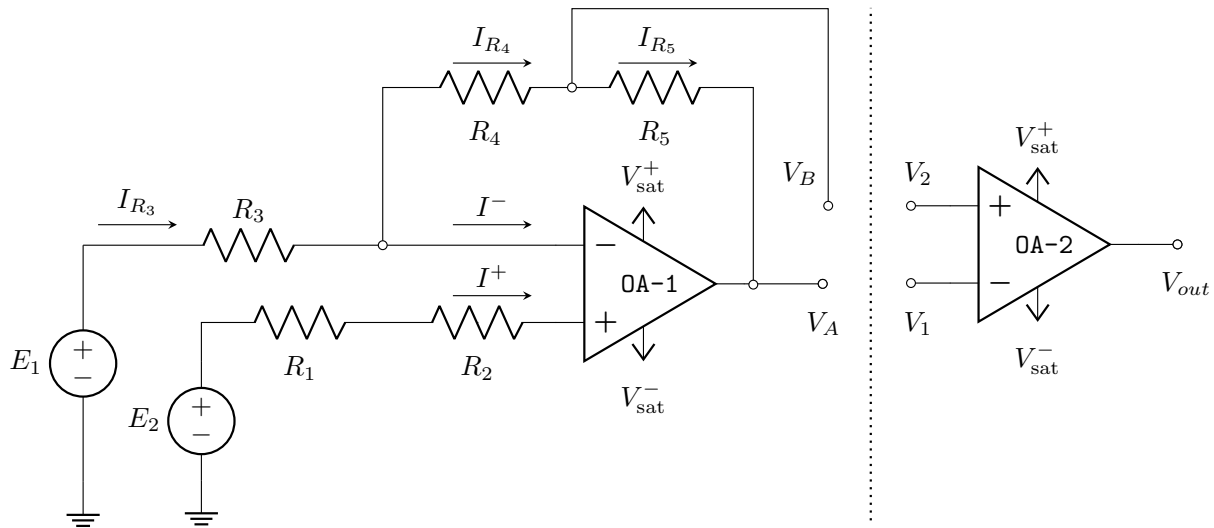 I_{R_4}
I_{R_5}
R_4
R_5
V_B
V_{sat}^+
I_{R_3}
R_3
I^-
−
OA-1
+
I^+
V_A
E_1
+
−
R_1
R_2
V_{sat}^-
E_2
+
−
V_{sat}^+
V_2
+
OA-2
−
V_1
V_{out}
V_{sat}^-